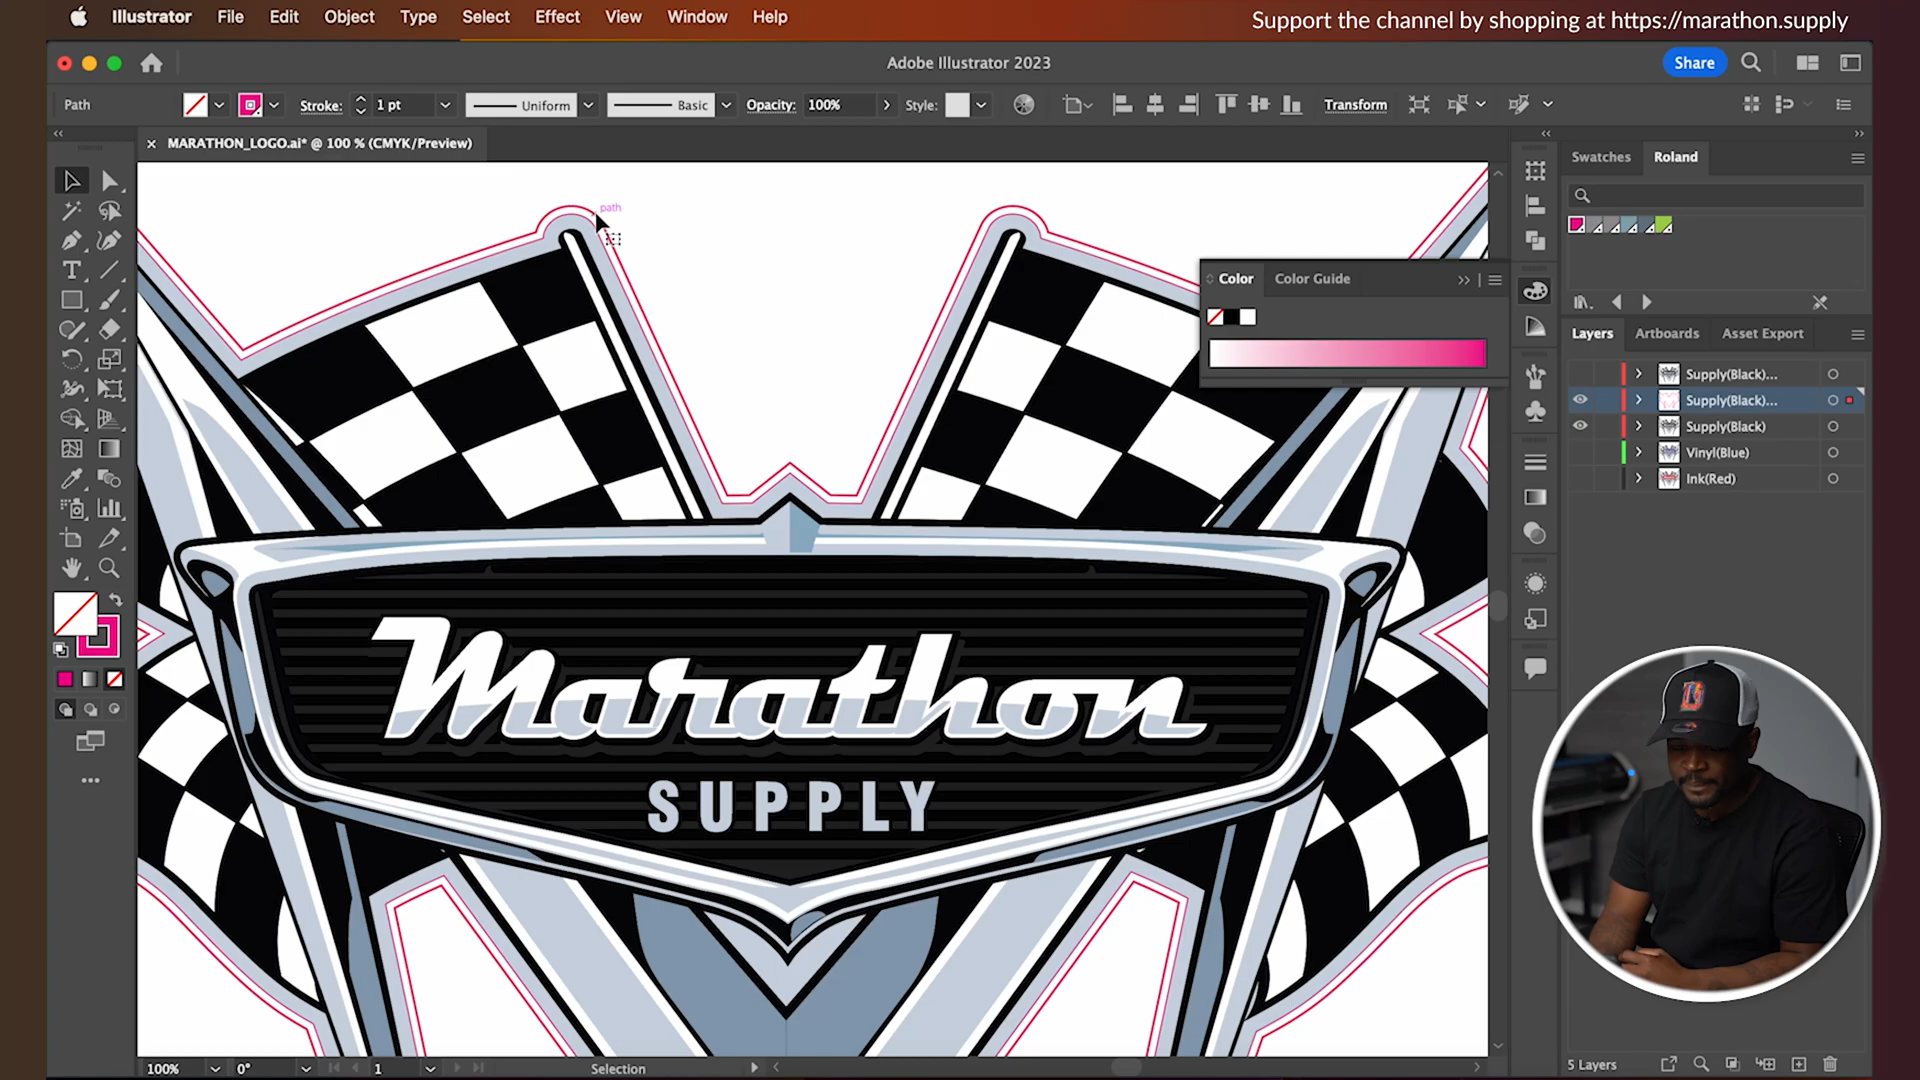 Illustrator File Edit Object Type Select Effect View Window Help
Support the channel by shopping at https://marathon.supply
Adobe Illustrator 2023
Share
Path
Stroke: 1 pt
Uniform
Basic
Opacity: 100%
Style:
Transform
MARATHON_LOGO.ai* @ 100 % (CMYK/Preview)
Swatches Roland
path
Color Color Guide
Layers Artboards Asset Export
Supply(Black)...
Supply(Black)...
Supply(Black)
Vinyl(Blue)
Ink(Red)
Marathon
SUPPLY
100% 0° 1 Selection
5 Layers